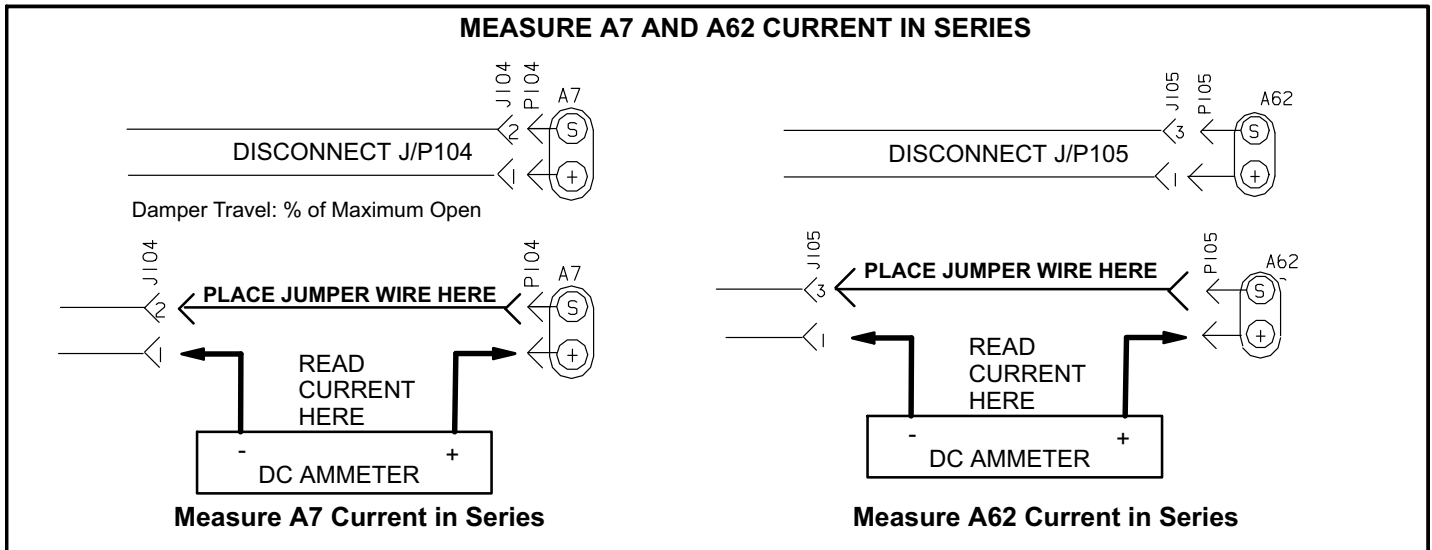 MEASURE A7 AND A62 CURRENT IN SERIES
J104
P104
A7
2
S
DISCONNECT J/P104
1
+
Damper Travel: % of Maximum Open
J104
P104
A7
PLACE JUMPER WIRE HERE
2
S
1
+
READ
CURRENT
HERE
-
+
DC AMMETER
Measure A7 Current in Series
J105
P105
A62
3
S
DISCONNECT J/P105
1
+
J105
P105
A62
PLACE JUMPER WIRE HERE
3
S
1
+
READ
CURRENT
HERE
-
+
DC AMMETER
Measure A62 Current in Series